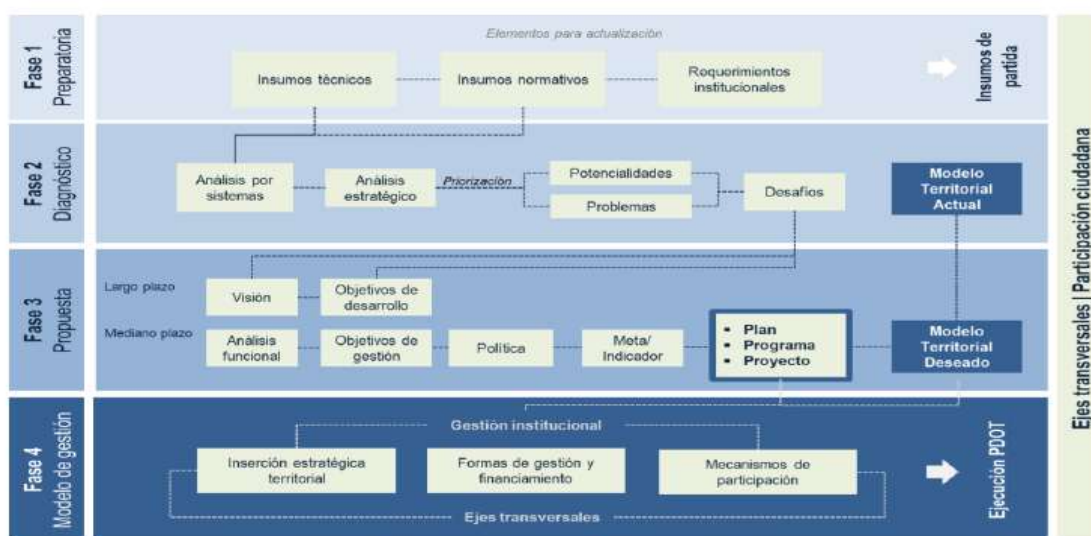 Fase 1
Preparatoria
Elementos para actualización
Insumos técnicos
Insumos normativos
Requerimientos
institucionales
Insumos de
partida
Fase 2
Diagnóstico
Análisis por
sistemas
Análisis
estratégico
Priorización
Potencialidades
Problemas
Desafíos
Modelo
Territorial
Actual
Fase 3
Propuesta
Largo plazo
Visión
Objetivos de
desarrollo
Mediano plazo
Análisis
funcional
Objetivos de
gestión
Política
Meta/
Indicador
• Plan
• Programa
• Proyecto
Modelo
Territorial
Deseado
Fase 4
Modelo de gestión
Gestión institucional
Inserción estratégica
territorial
Formas de gestión y
financiamiento
Mecanismos de
participación
Ejes transversales
Ejecución PDOT
Ejes transversales | Participación ciudadana